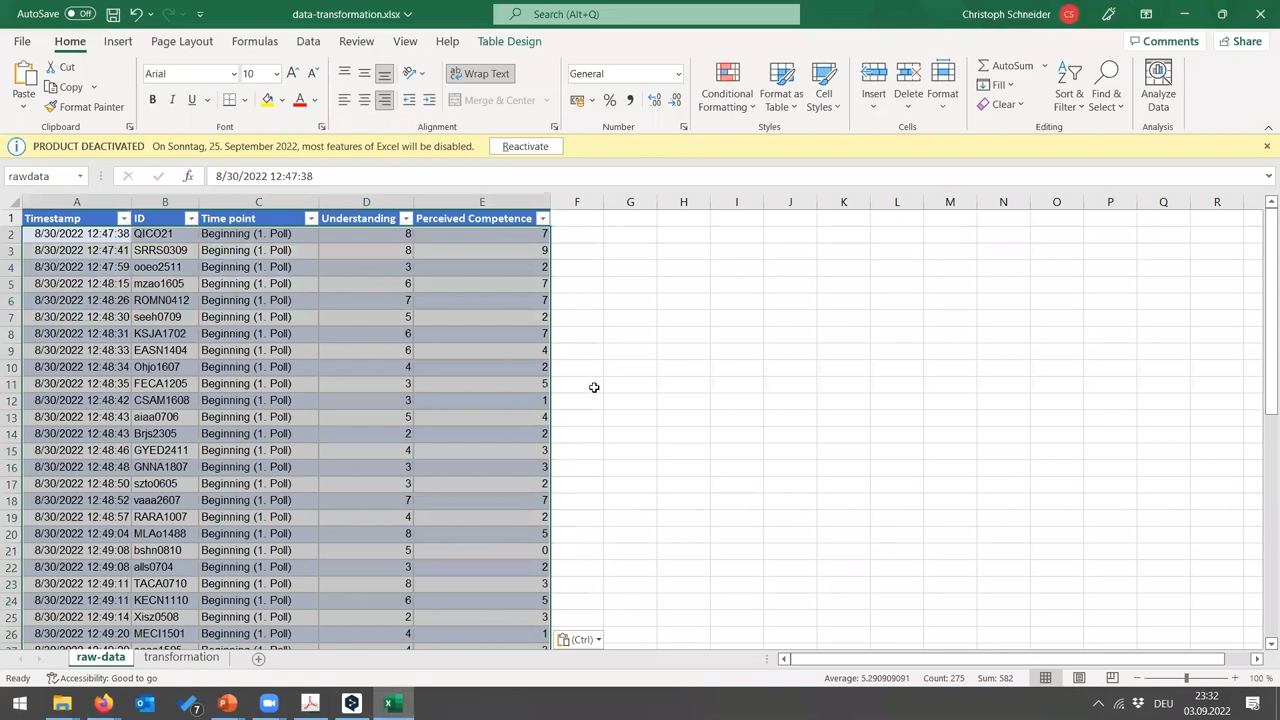 AutoSave Off data-transformation.xlsx Search (Alt+Q) Christoph Schneider CS
File Home Insert Page Layout Formulas Data Review View Help Table Design Comments Share
Paste Cut Copy Format Painter Clipboard
Arial 10 B I U Font
Wrap Text Merge & Center Alignment
General % Number
Conditional Formatting Format as Table Cell Styles Styles
Insert Delete Format Cells
AutoSum Fill Clear Sort & Filter Find & Select Editing
Analyze Data Analysis
PRODUCT DEACTIVATED On Sonntag, 25. September 2022, most features of Excel will be disabled. Reactivate
rawdata fx 8/30/2022 12:47:38
A B C D E F G H I J K L M N O P Q R
1 Timestamp ID Time point Understanding Perceived Competence
2 8/30/2022 12:47:38 QICO21 Beginning (1. Poll) 8 7
3 8/30/2022 12:47:41 SRRS0309 Beginning (1. Poll) 8 9
4 8/30/2022 12:47:59 ooeo2511 Beginning (1. Poll) 3 2
5 8/30/2022 12:48:15 mzao1605 Beginning (1. Poll) 6 7
6 8/30/2022 12:48:26 ROMN0412 Beginning (1. Poll) 7 7
7 8/30/2022 12:48:30 seeh0709 Beginning (1. Poll) 5 2
8 8/30/2022 12:48:31 KSJA1702 Beginning (1. Poll) 6 7
9 8/30/2022 12:48:33 EASN1404 Beginning (1. Poll) 6 4
10 8/30/2022 12:48:34 Ohjo1607 Beginning (1. Poll) 4 2
11 8/30/2022 12:48:35 FECA1205 Beginning (1. Poll) 3 5
12 8/30/2022 12:48:42 CSAM1608 Beginning (1. Poll) 3 1
13 8/30/2022 12:48:43 aiaa0706 Beginning (1. Poll) 5 4
14 8/30/2022 12:48:43 Brjs2305 Beginning (1. Poll) 2 2
15 8/30/2022 12:48:46 GYED2411 Beginning (1. Poll) 4 3
16 8/30/2022 12:48:48 GNNA1807 Beginning (1. Poll) 3 3
17 8/30/2022 12:48:50 szto0605 Beginning (1. Poll) 3 2
18 8/30/2022 12:48:52 vaaa2607 Beginning (1. Poll) 7 7
19 8/30/2022 12:48:57 RARA1007 Beginning (1. Poll) 4 2
20 8/30/2022 12:49:04 MLAo1488 Beginning (1. Poll) 8 5
21 8/30/2022 12:49:08 bshn0810 Beginning (1. Poll) 5 0
22 8/30/2022 12:49:08 alls0704 Beginning (1. Poll) 3 2
23 8/30/2022 12:49:11 TACA0710 Beginning (1. Poll) 8 3
24 8/30/2022 12:49:11 KECN1110 Beginning (1. Poll) 6 5
25 8/30/2022 12:49:14 Xisz0508 Beginning (1. Poll) 2 3
26 8/30/2022 12:49:20 MECI1501 Beginning (1. Poll) 4 1
(Ctrl)
raw-data transformation
Ready Accessibility: Good to go Average: 5.290909091 Count: 275 Sum: 582 100 %
7 DEU 23:32
03.09.2022